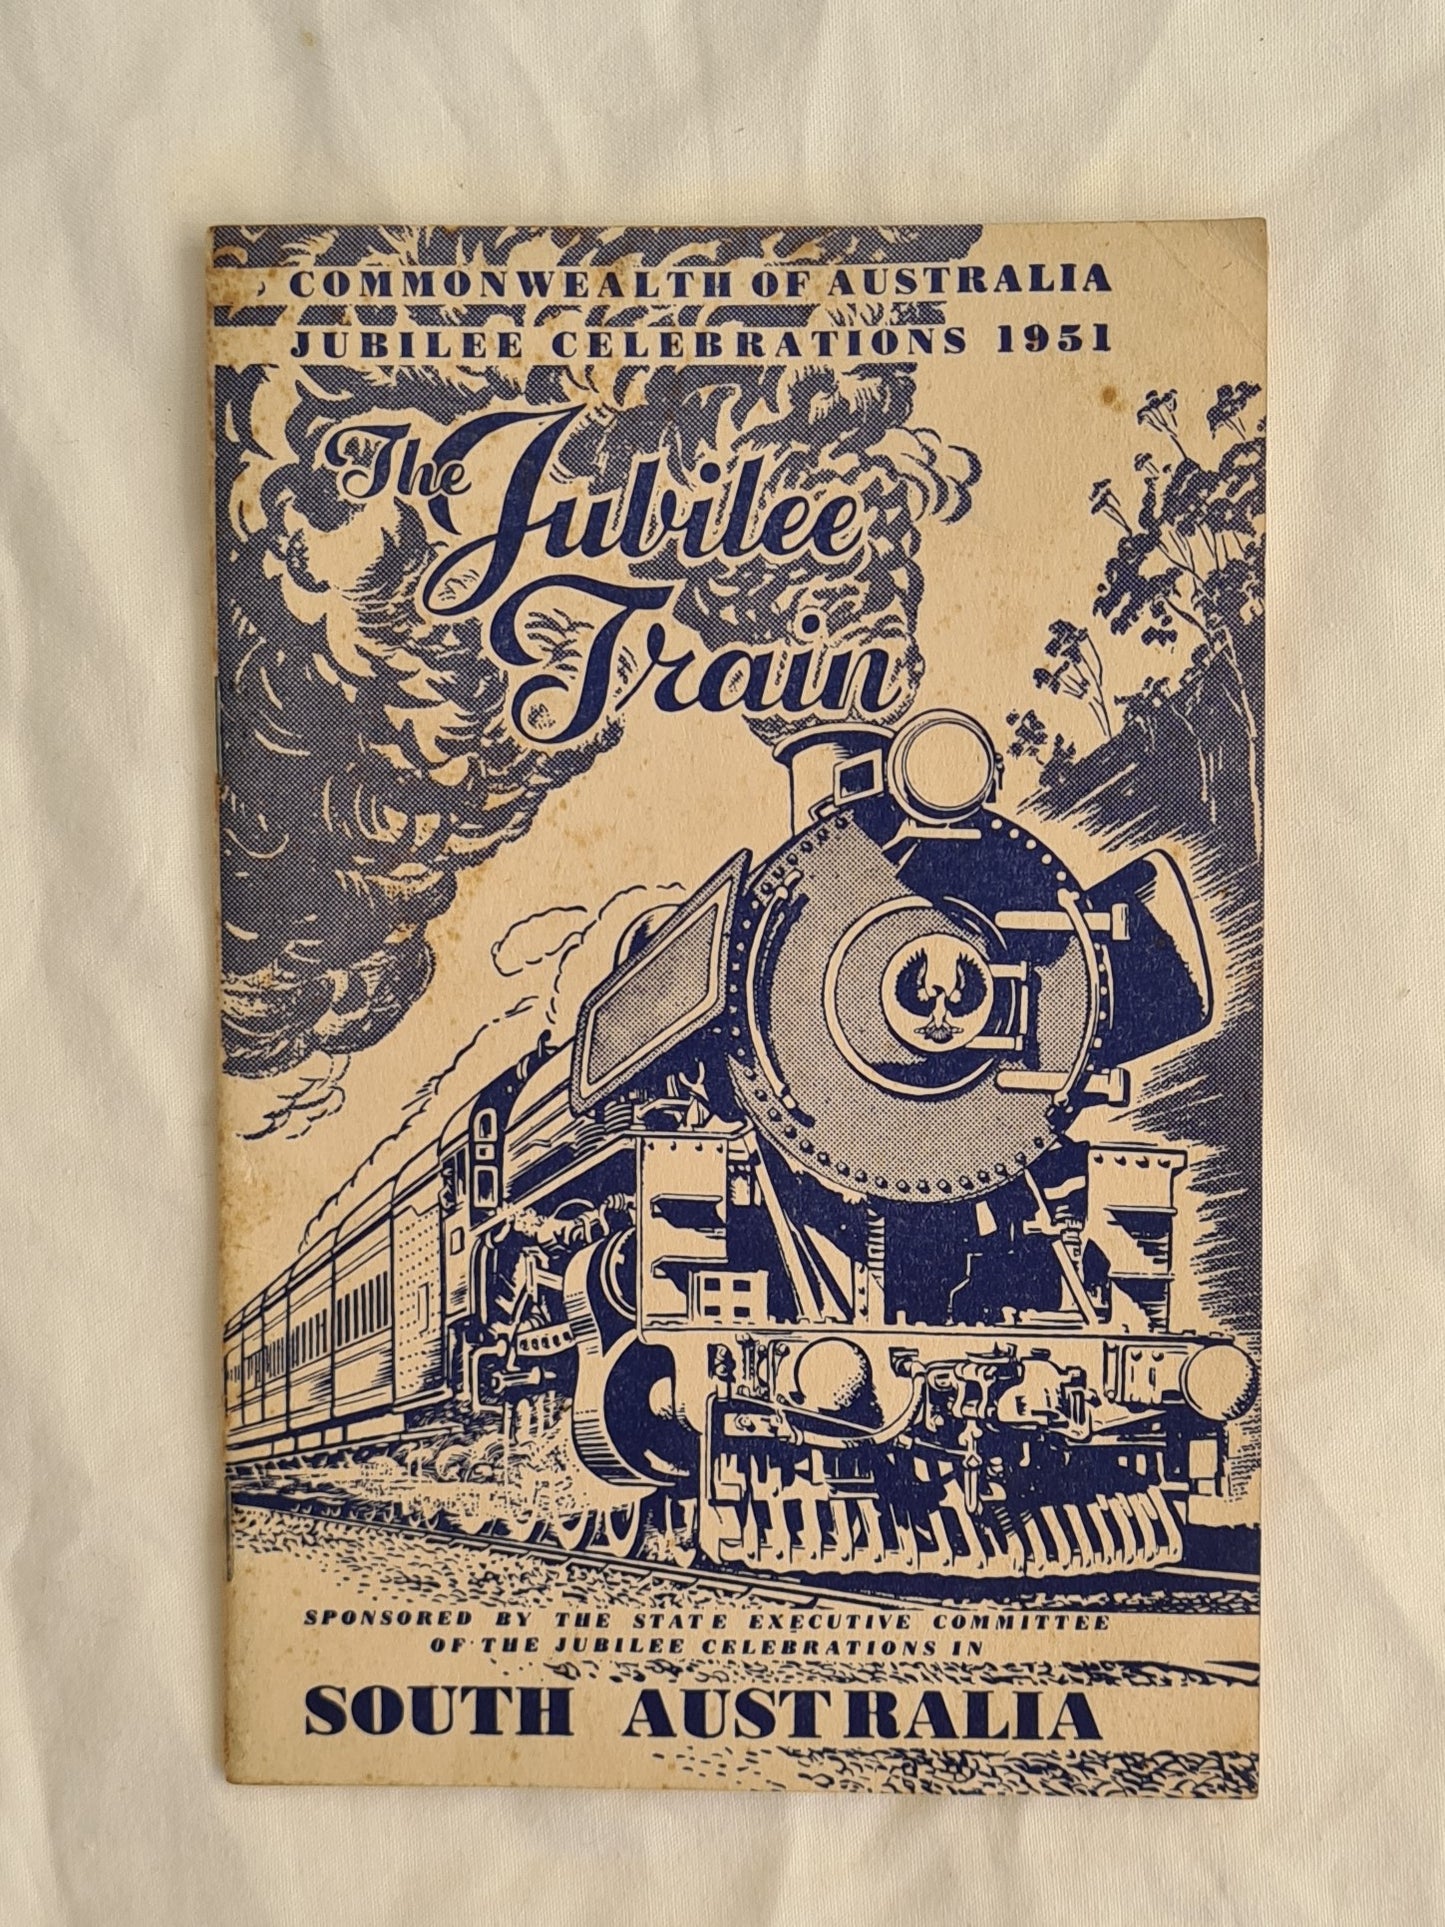 COMMONWEALTH OF AUSTRALIA
JUBILEE CELEBRATIONS 1951
The Jubilee
Train
SPONSORED BY THE STATE EXECUTIVE COMMITTEE
OF THE JUBILEE CELEBRATIONS IN
SOUTH AUSTRALIA